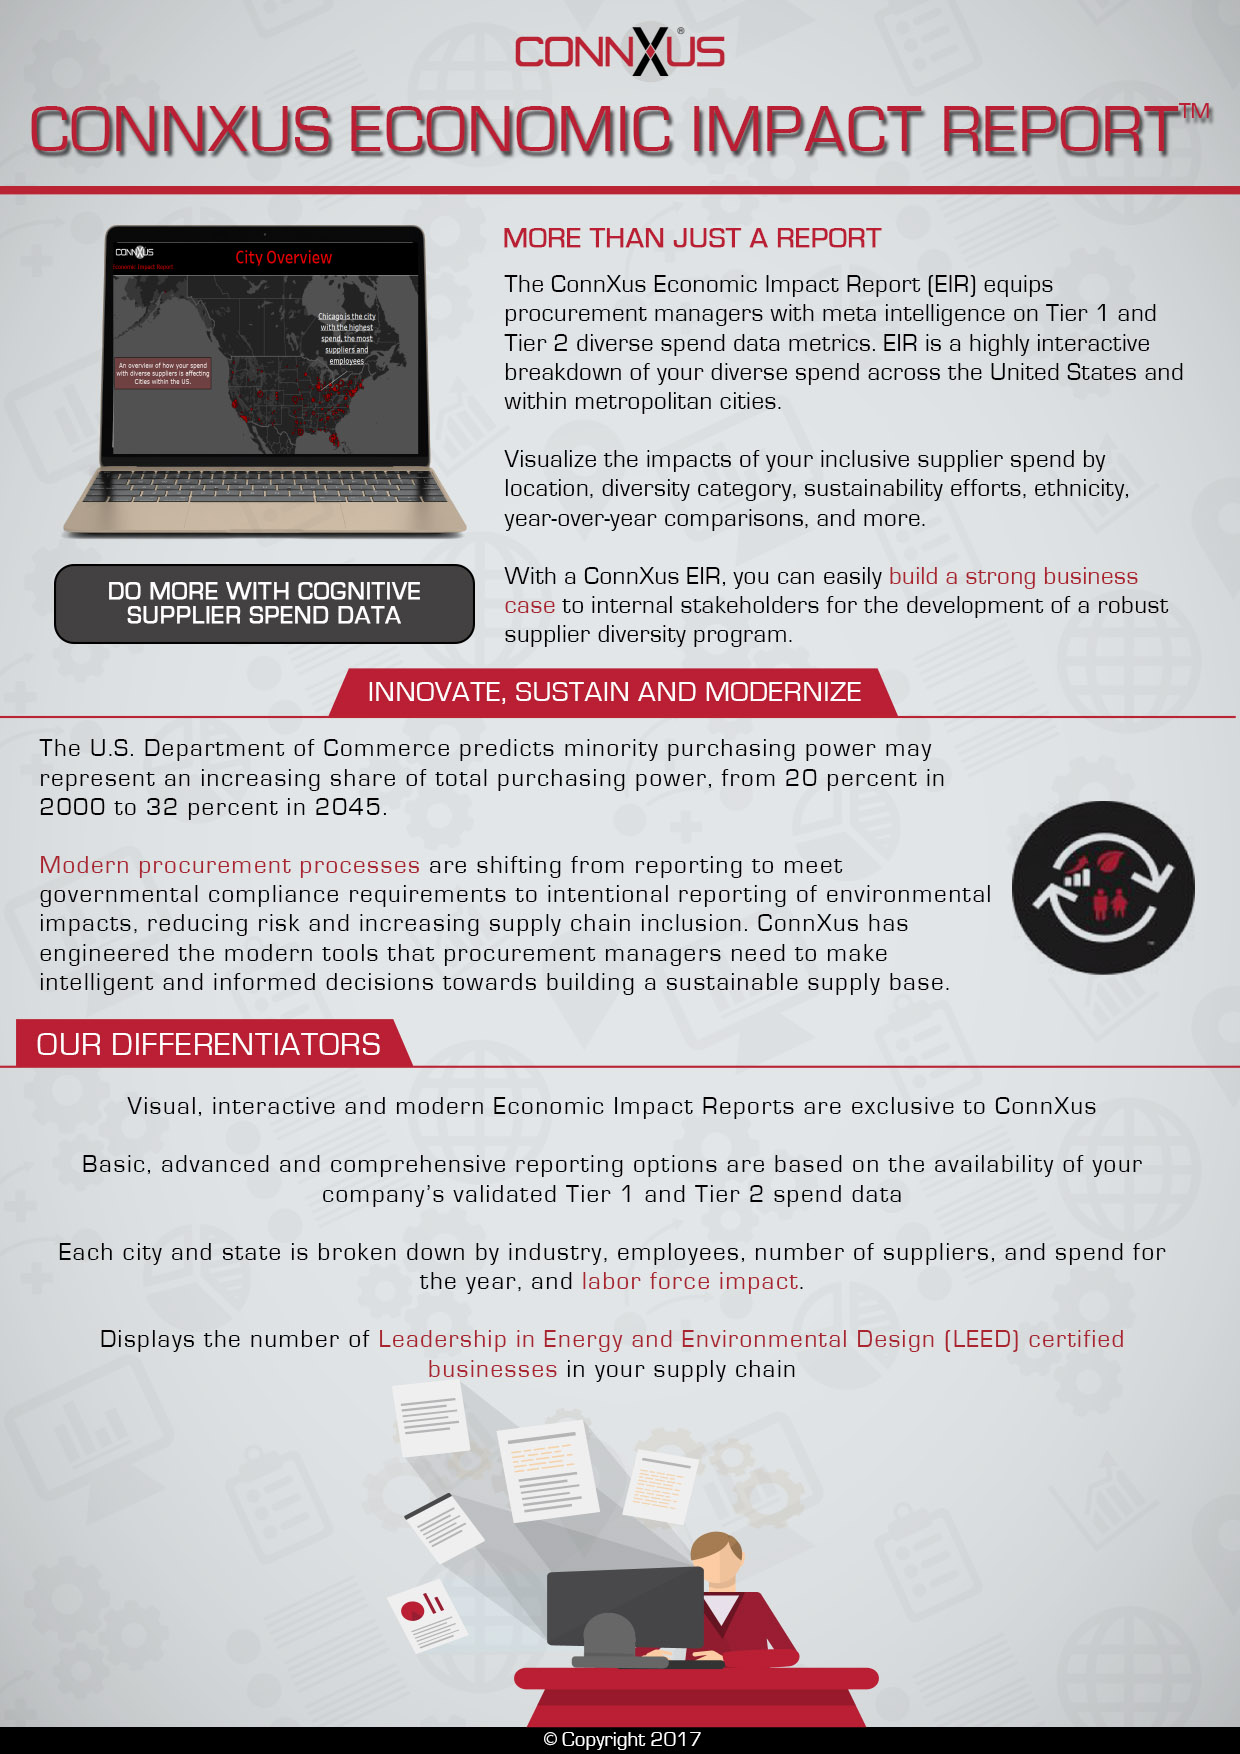 CONNXUS®
CONNXUS ECONOMIC IMPACT REPORT™
CONNXUS
Economic Impact Report
City Overview
Chicago is the city
with the highest
spend, the most
suppliers and
employees
An overview of how your spend
with diverse suppliers is affecting
Cities within the US.
DO MORE WITH COGNITIVE
SUPPLIER SPEND DATA
MORE THAN JUST A REPORT
The ConnXus Economic Impact Report (EIR) equips
procurement managers with meta intelligence on Tier 1 and
Tier 2 diverse spend data metrics. EIR is a highly interactive
breakdown of your diverse spend across the United States and
within metropolitan cities.
Visualize the impacts of your inclusive supplier spend by
location, diversity category, sustainability efforts, ethnicity,
year-over-year comparisons, and more.
With a ConnXus EIR, you can easily build a strong business
case to internal stakeholders for the development of a robust
supplier diversity program.
INNOVATE, SUSTAIN AND MODERNIZE
The U.S. Department of Commerce predicts minority purchasing power may
represent an increasing share of total purchasing power, from 20 percent in
2000 to 32 percent in 2045.
Modern procurement processes are shifting from reporting to meet
governmental compliance requirements to intentional reporting of environmental
impacts, reducing risk and increasing supply chain inclusion. ConnXus has
engineered the modern tools that procurement managers need to make
intelligent and informed decisions towards building a sustainable supply base.
OUR DIFFERENTIATORS
Visual, interactive and modern Economic Impact Reports are exclusive to ConnXus
Basic, advanced and comprehensive reporting options are based on the availability of your
company's validated Tier 1 and Tier 2 spend data
Each city and state is broken down by industry, employees, number of suppliers, and spend for
the year, and labor force impact.
Displays the number of Leadership in Energy and Environmental Design (LEED) certified
businesses in your supply chain
© Copyright 2017